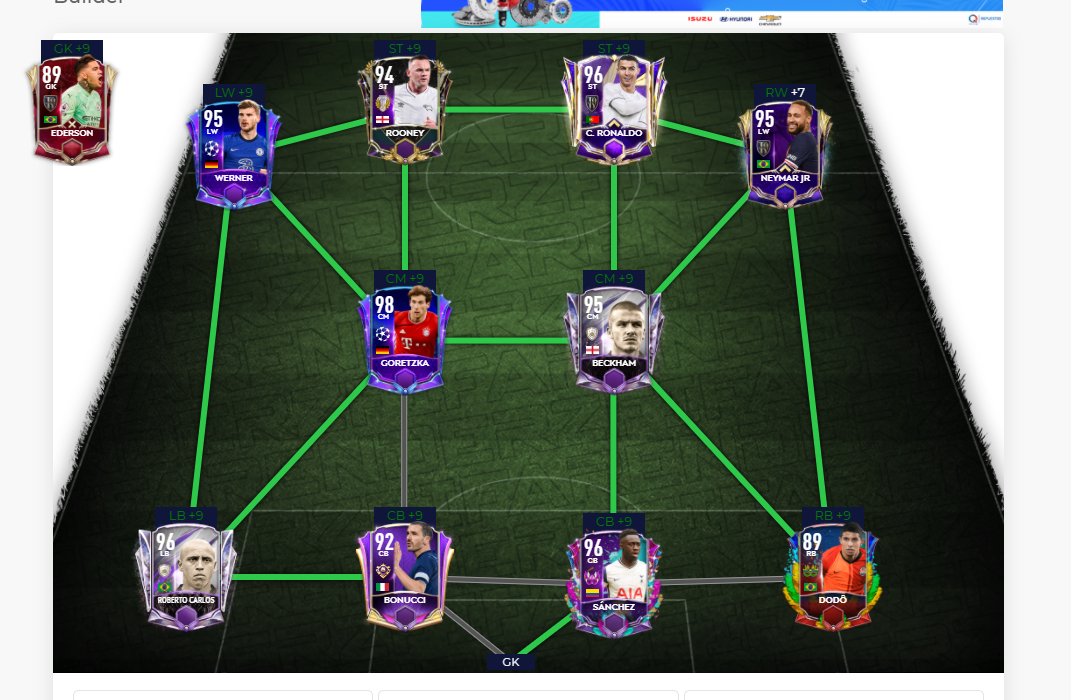 Builder
ISUZU HYUNDAI CHEVROLET REPUESTOS
GK +9
89
GK
EDERSON
LW +9
95
LW
3
WERNER
ST +9
94
ST
ROONEY
ST +9
96
ST
C. RONALDO
RW +7
95
LW
NEYMAR JR
CM +9
98
CM
T
GORETZKA
CM +9
95
CM
BECKHAM
LB +9
96
LB
ROBERTO CARLOS
CB +9
92
CB
BONUCCI
CB +9
96
CB
AIA
SÁNCHEZ
RB +9
89
RB
DODÔ
GK